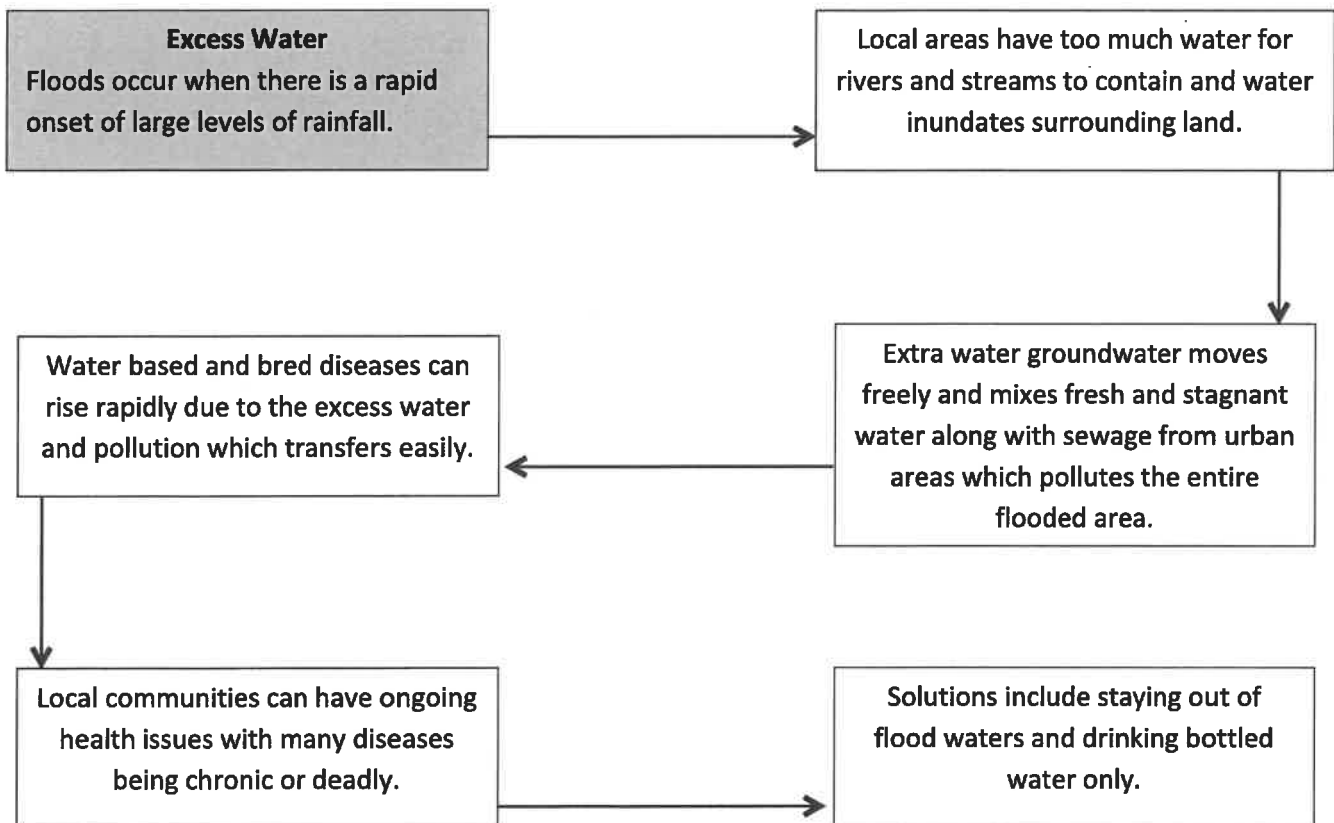 Excess Water
Floods occur when there is a rapid
onset of large levels of rainfall.
Local areas have too much water for
rivers and streams to contain and water
inundates surrounding land.
Extra water groundwater moves
freely and mixes fresh and stagnant
water along with sewage from urban
areas which pollutes the entire
flooded area.
Water based and bred diseases can
rise rapidly due to the excess water
and pollution which transfers easily.
Local communities can have ongoing
health issues with many diseases
being chronic or deadly.
Solutions include staying out of
flood waters and drinking bottled
water only.